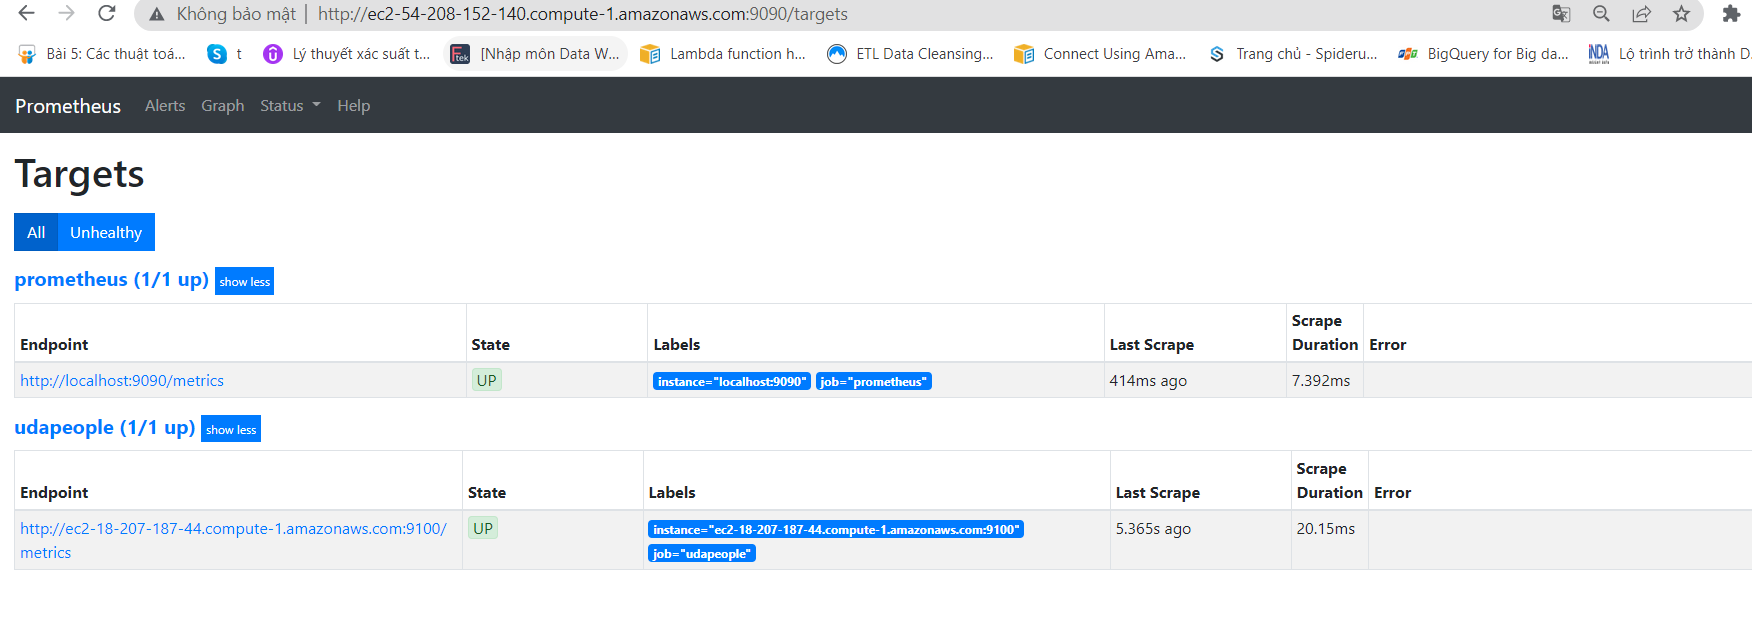 Không bảo mật | http://ec2-54-208-152-140.compute-1.amazonaws.com:9090/targets
Bài 5: Các thuật toá... t Lý thuyết xác suất t... [Nhập môn Data W... Lambda function h... ETL Data Cleansing... Connect Using Ama... Trang chủ - Spideru... BigQuery for Big da... Lộ trình trở thành D
Prometheus Alerts Graph Status Help
Targets
All Unhealthy
prometheus (1/1 up) show less
Endpoint State Labels Last Scrape Scrape Duration Error
http://localhost:9090/metrics UP instance="localhost:9090" job="prometheus" 414ms ago 7.392ms
udapeople (1/1 up) show less
Endpoint State Labels Last Scrape Scrape Duration Error
http://ec2-18-207-187-44.compute-1.amazonaws.com:9100/ UP instance="ec2-18-207-187-44.compute-1.amazonaws.com:9100" 5.365s ago 20.15ms
metrics job="udapeople"